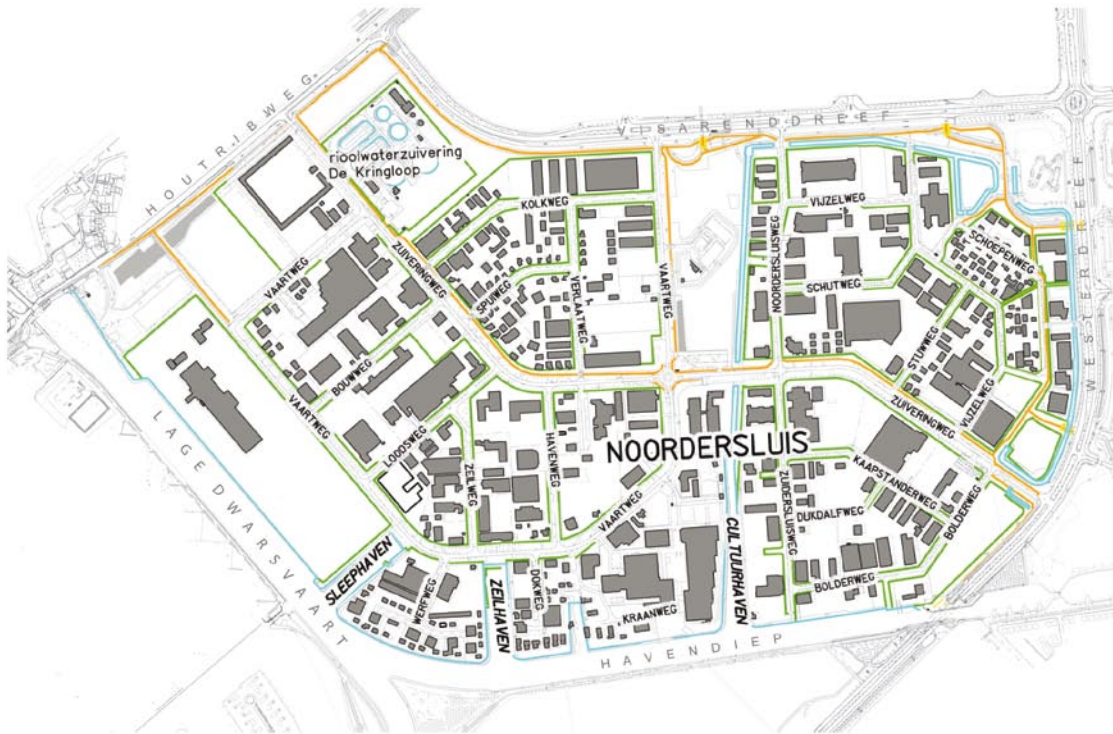 HOUTRIBWEG
VISARENDDREEF
WESTERDREEF
rioolwaterzuivering
De Kringloop
KOLKWEG
VIJZELWEG
SCHOEPENWEG
ZUIVERINGWEG
SPUIWEG
VERLAATWEG
VAARTWEG
NOORDERSLUISWEG
SCHUTWEG
VAARTWEG
STUWWEG
VIJZELWEG
BOUWWEG
VAARTWEG
LOODSWEG
ZEILWEG
HAVENWEG
NOORDERSLUIS
ZUIVERINGWEG
KAAPSTANDERWEG
VAARTWEG
ZUIDERSLUISWEG
DUKDALFWEG
BOLDERWEG
BOLDERWEG
LAGE DWARSVAART
SLEEPHAVEN
WERFWEG
ZEILHAVEN
DOKWEG
KRAANWEG
CULTUURHAVEN
HAVENDIEP